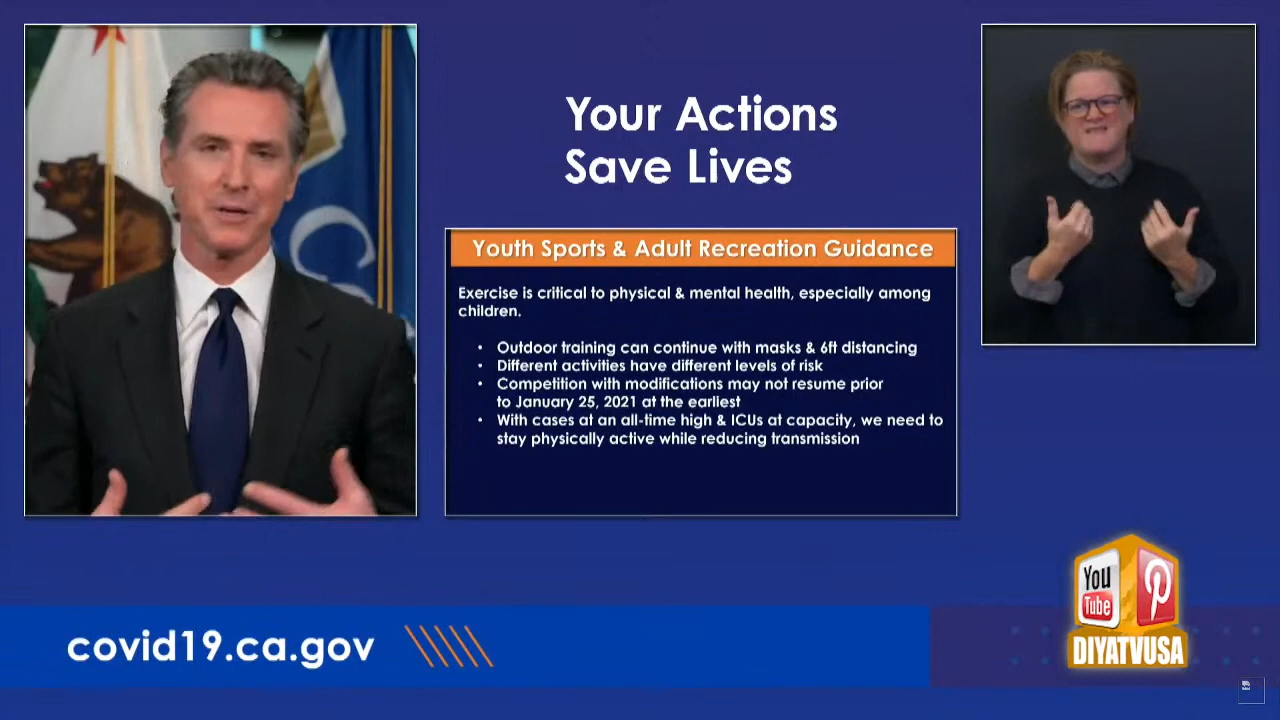 Your Actions
Save Lives
Youth Sports & Adult Recreation Guidance
Exercise is critical to physical & mental health, especially among
children.
• Outdoor training can continue with masks & 6ft distancing
• Different activities have different levels of risk
• Competition with modifications may not resume prior
to January 25, 2021 at the earliest
• With cases at an all-time high & ICUs at capacity, we need to
stay physically active while reducing transmission
You
Tube
DIYATVUSA
covid19.ca.gov